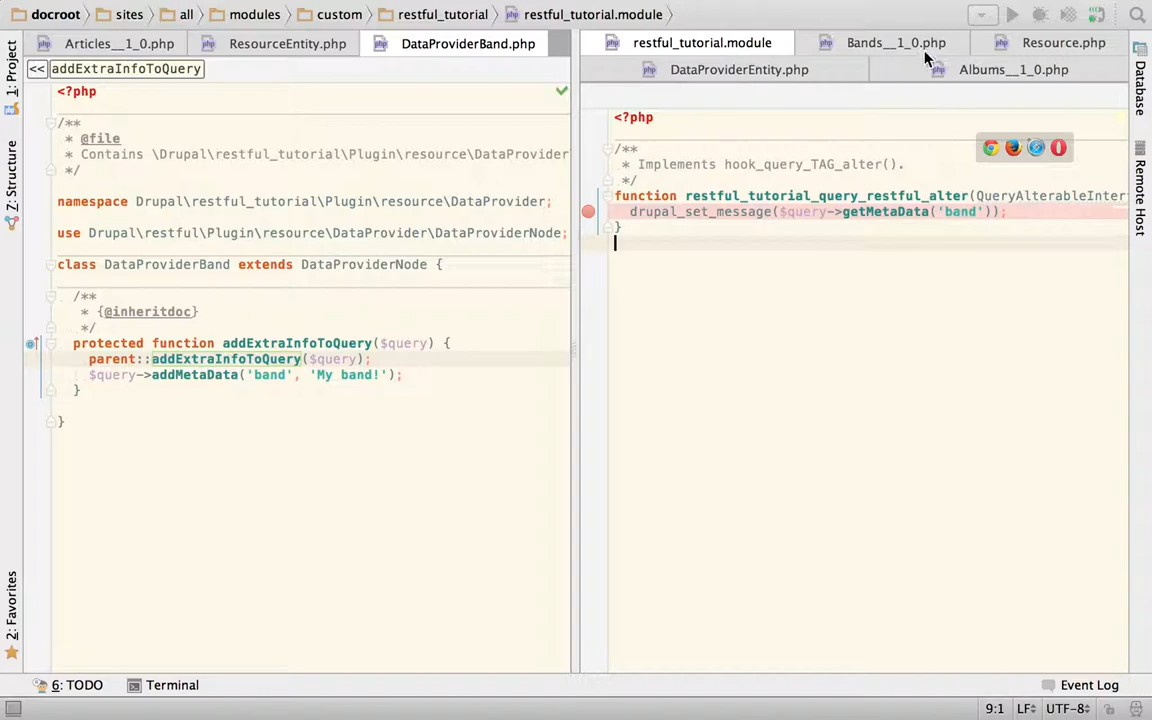 docroot sites all modules custom restful_tutorial restful_tutorial.module
1: Project
Z: Structure
2: Favorites
Articles__1_0.php ResourceEntity.php DataProviderBand.php
<< addExtraInfoToQuery
<?php
/**
* @file
* Contains \Drupal\restful_tutorial\Plugin\resource\DataProvider
*/
namespace Drupal\restful_tutorial\Plugin\resource\DataProvider;
use Drupal\restful\Plugin\resource\DataProvider\DataProviderNode;
class DataProviderBand extends DataProviderNode {
/**
* {@inheritdoc}
*/
protected function addExtraInfoToQuery($query) {
parent::addExtraInfoToQuery($query);
$query->addMetaData('band', 'My band!');
}
}
restful_tutorial.module Bands__1_0.php Resource.php
DataProviderEntity.php Albums__1_0.php
<?php
/**
* Implements hook_query_TAG_alter().
*/
function restful_tutorial_query_restful_alter(QueryAlterableInter
drupal_set_message($query->getMetaData('band'));
}
Database
Remote Host
6: TODO Terminal Event Log
9:1 LF UTF-8